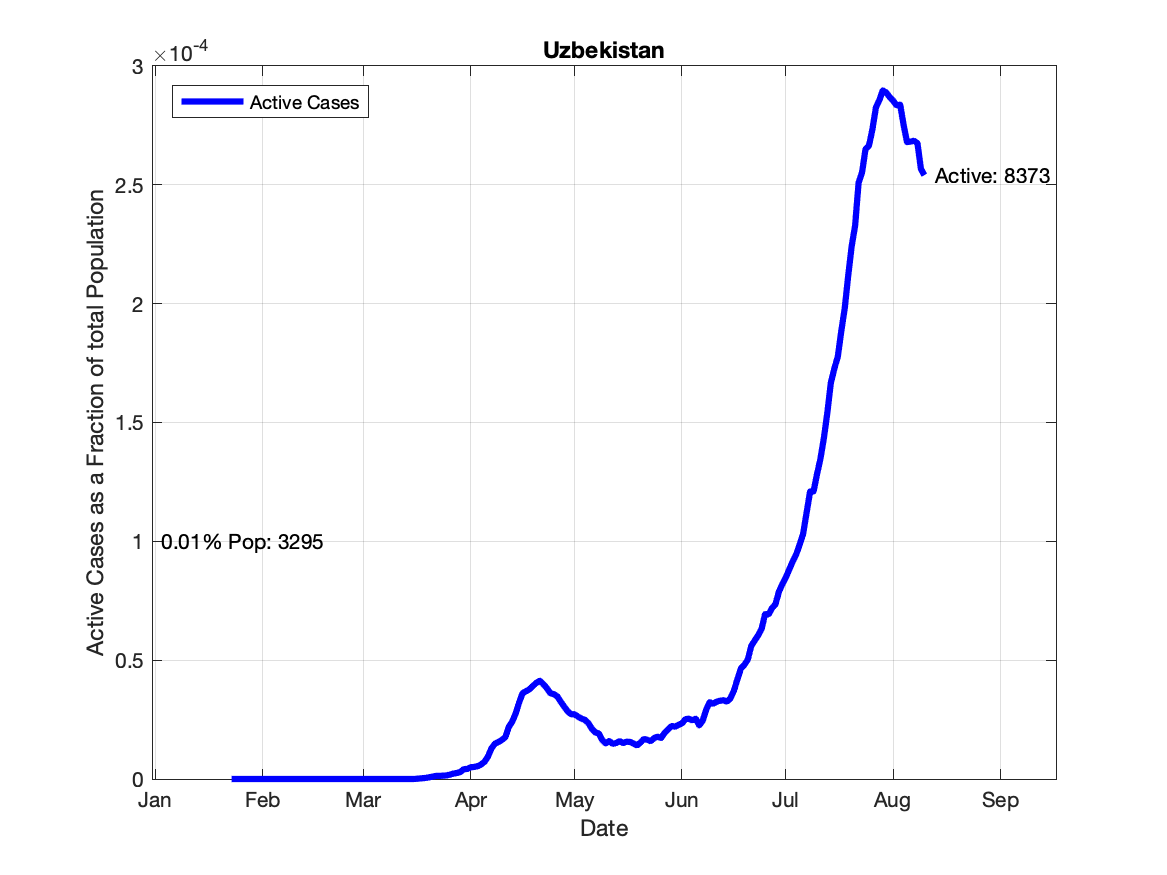 Uzbekistan
×10-4
3
2.5
2
1.5
1
0.5
0
Active Cases
Active: 8373
0.01% Pop: 3295
Active Cases as a Fraction of total Population
Jan Feb Mar Apr May Jun Jul Aug Sep
Date